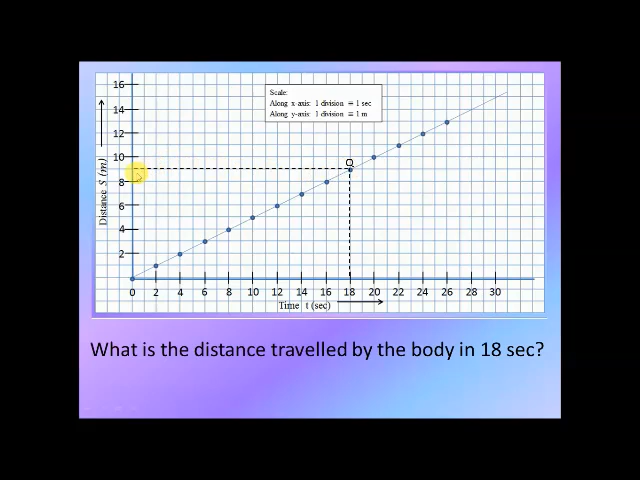 Scale:
Along x-axis: 1 division ≡ 1 sec
Along y-axis: 1 division ≡ 1 m
16
14
12
10
8
6
4
2
Distance S (m)
Q
0 2 4 6 8 10 12 14 16 18 20 22 24 26 28 30
Time t (sec)
What is the distance travelled by the body in 18 sec?